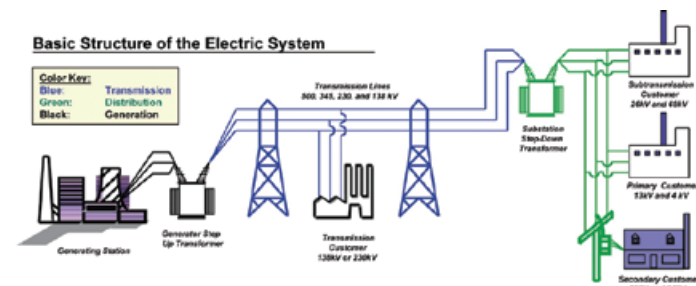 Basic Structure of the Electric System
Color Key:
Blue: Transmission
Green: Distribution
Black: Generation
Transmission Lines
500, 345, 230, and 138 kV
Substation
Step-Down
Transformer
Subtransmission
Customer
26kV and 69kV
Primary Customer
13kV and 4 kV
Generating Station
Generator Step
Up Transformer
Transmission
Customer
138kV or 230kV
Secondary Custome